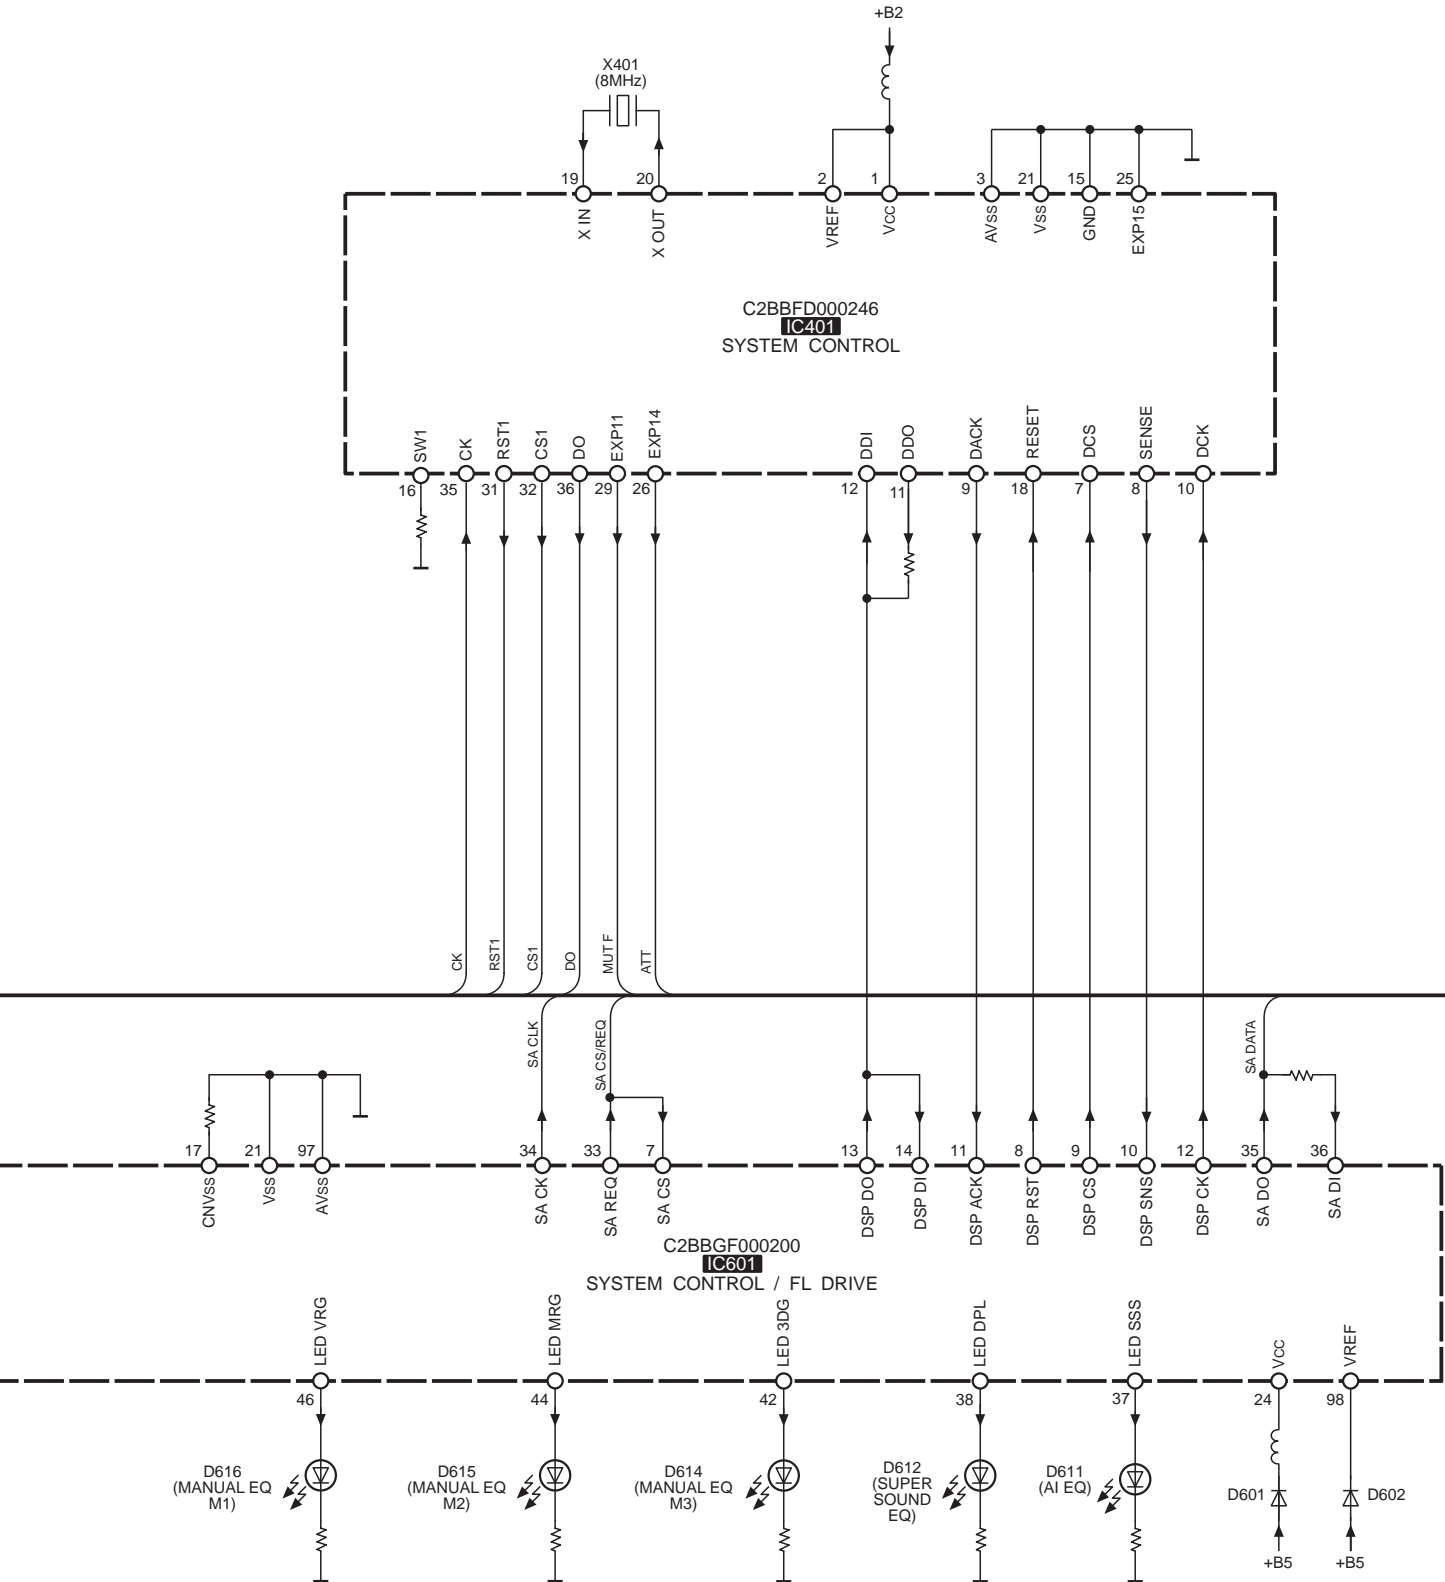 +B2
X401
(8MHz)
19
20
2
1
3
21
15
25
X IN
X OUT
VREF
VCC
AVSS
VSS
GND
EXP15
C2BBFD000246
IC401
SYSTEM CONTROL
SW1
CK
RST1
CS1
DO
EXP11
EXP14
DDI
DDO
DACK
RESET
DCS
SENSE
DCK
16
35
31
32
36
29
26
12
11
9
18
7
8
10
CK
RST1
CS1
DO
MUT F
ATT
SA CLK
SA CS/REQ
SA DATA
17
21
97
34
33
7
13
14
11
8
9
10
12
35
36
CNVSS
VSS
AVSS
SA CK
SA REQ
SA CS
DSP DO
DSP DI
DSP ACK
DSP RST
DSP CS
DSP SNS
DSP CK
SA DO
SA DI
C2BBGF000200
IC601
SYSTEM CONTROL / FL DRIVE
LED VRG
LED MRG
LED 3DG
LED DPL
LED SSS
VCC
VREF
46
44
42
38
37
24
98
D616
(MANUAL EQ
M1)
D615
(MANUAL EQ
M2)
D614
(MANUAL EQ
M3)
D612
(SUPER
SOUND
EQ)
D611
(AI EQ)
D601
D602
+B5
+B5